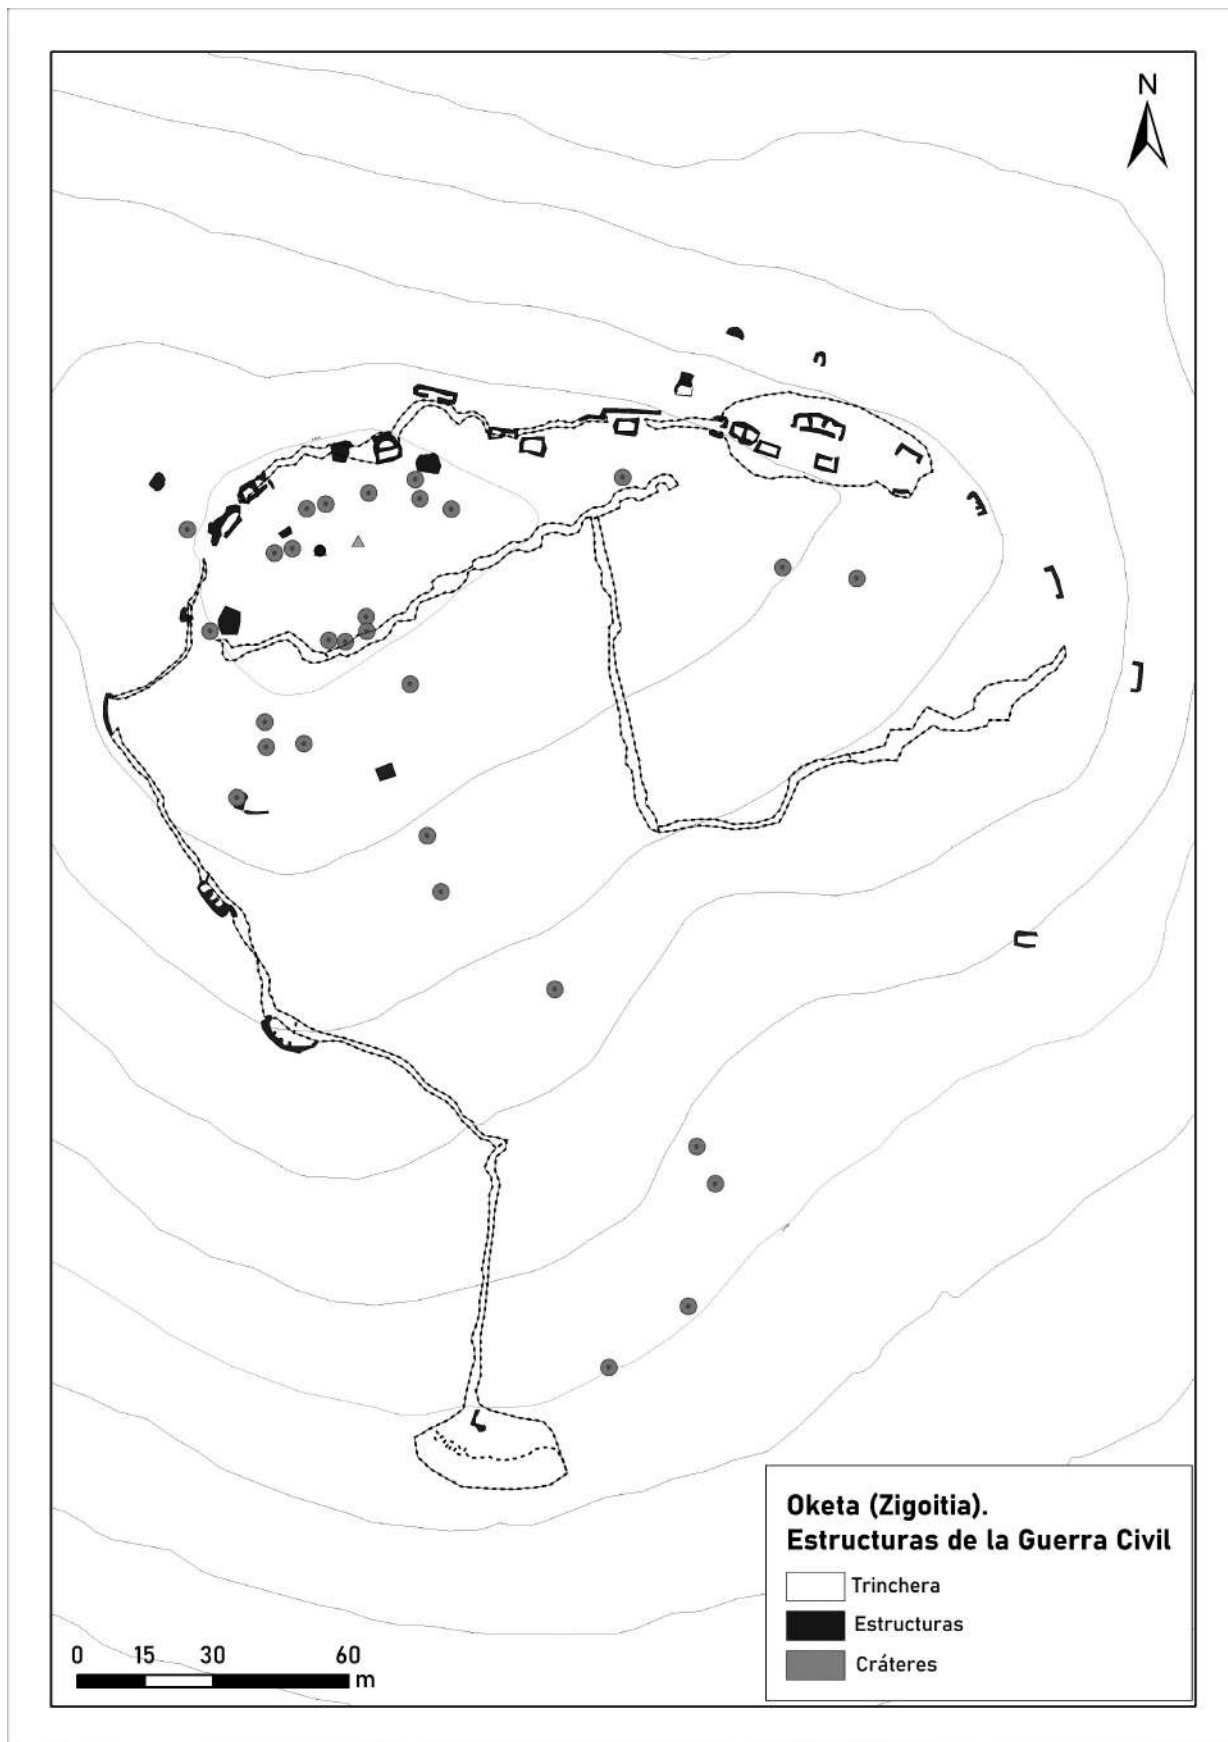 N
Oketa (Zigoitia).
Estructuras de la Guerra Civil
Trinchera
Estructuras
Cráteres
0 15 30 60
m